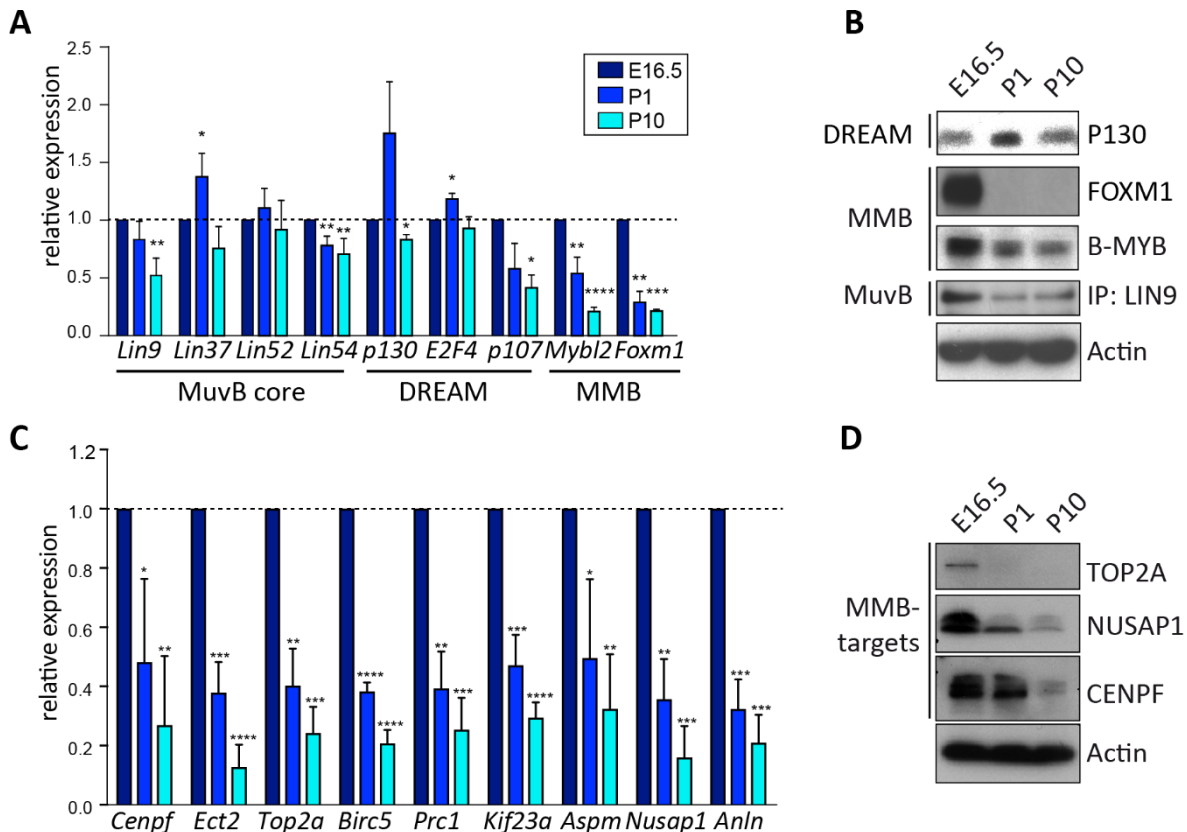 A
relative expression
2.5
2.0
1.5
1.0
0.5
0.0
E16.5
P1
P10
*
**
** **
*
*
*
**
****
**
***
Lin9 Lin37 Lin52 Lin54 p130 E2F4 p107 Mybl2 Foxm1
MuvB core DREAM MMB
B
E16.5 P1 P10
DREAM P130
MMB FOXM1
B-MYB
MuvB IP: LIN9
Actin
C
relative expression
1.2
1.0
0.8
0.6
0.4
0.2
0.0
* **
*** ****
** ***
**** ****
** ***
*** ****
* **
** ***
*** ***
Cenpf Ect2 Top2a Birc5 Prc1 Kif23a Aspm Nusap1 Anln
D
E16.5 P1 P10
TOP2A
MMB-
targets
NUSAP1
CENPF
Actin